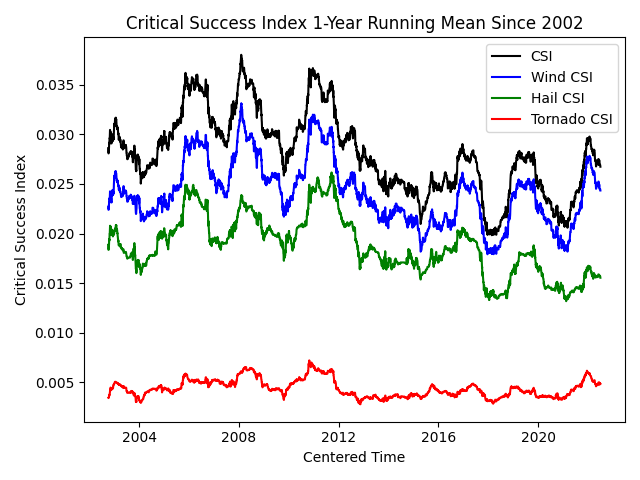 Critical Success Index 1-Year Running Mean Since 2002
Critical Success Index
0.035
0.030
0.025
0.020
0.015
0.010
0.005
CSI
Wind CSI
Hail CSI
Tornado CSI
2004 2008 2012 2016 2020
Centered Time